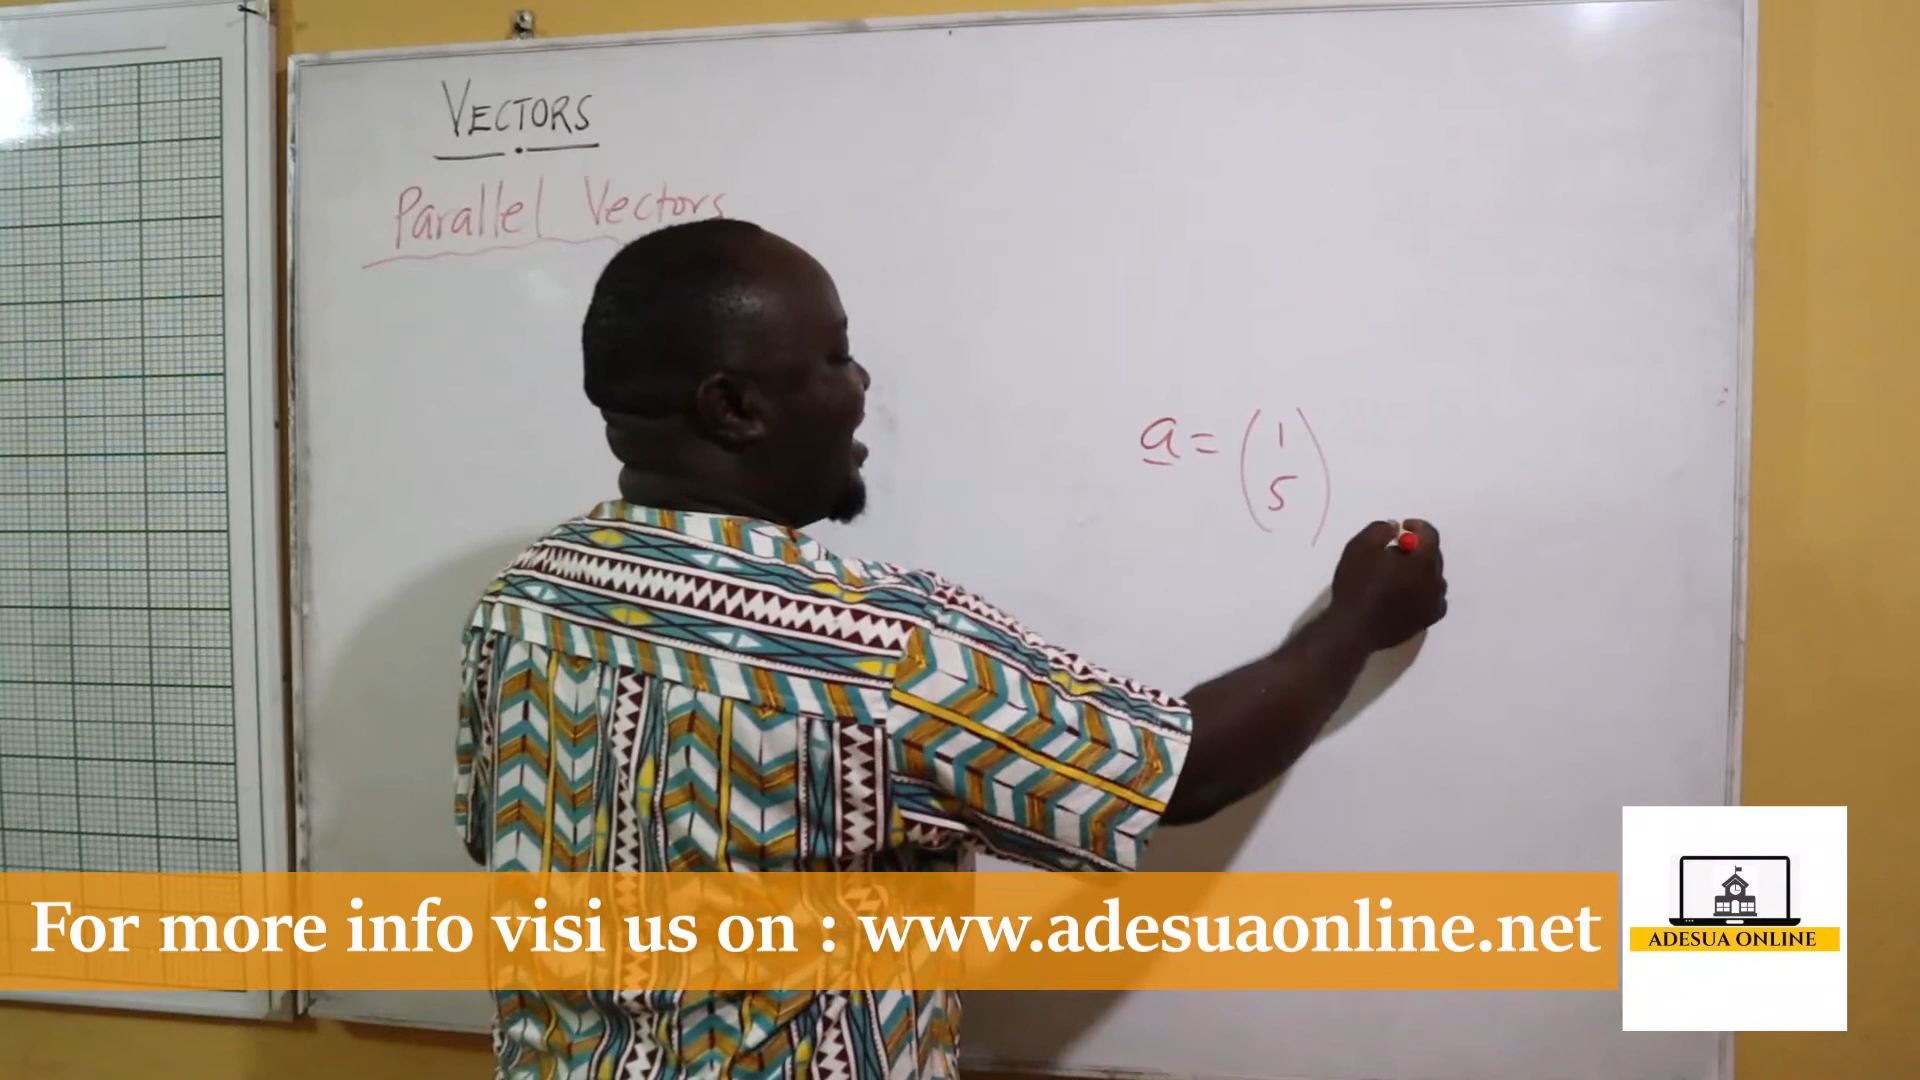 VECTORS
Parallel Vectors
a = (1
5)
For more info visi us on : www.adesuaonline.net
ADESUA ONLINE